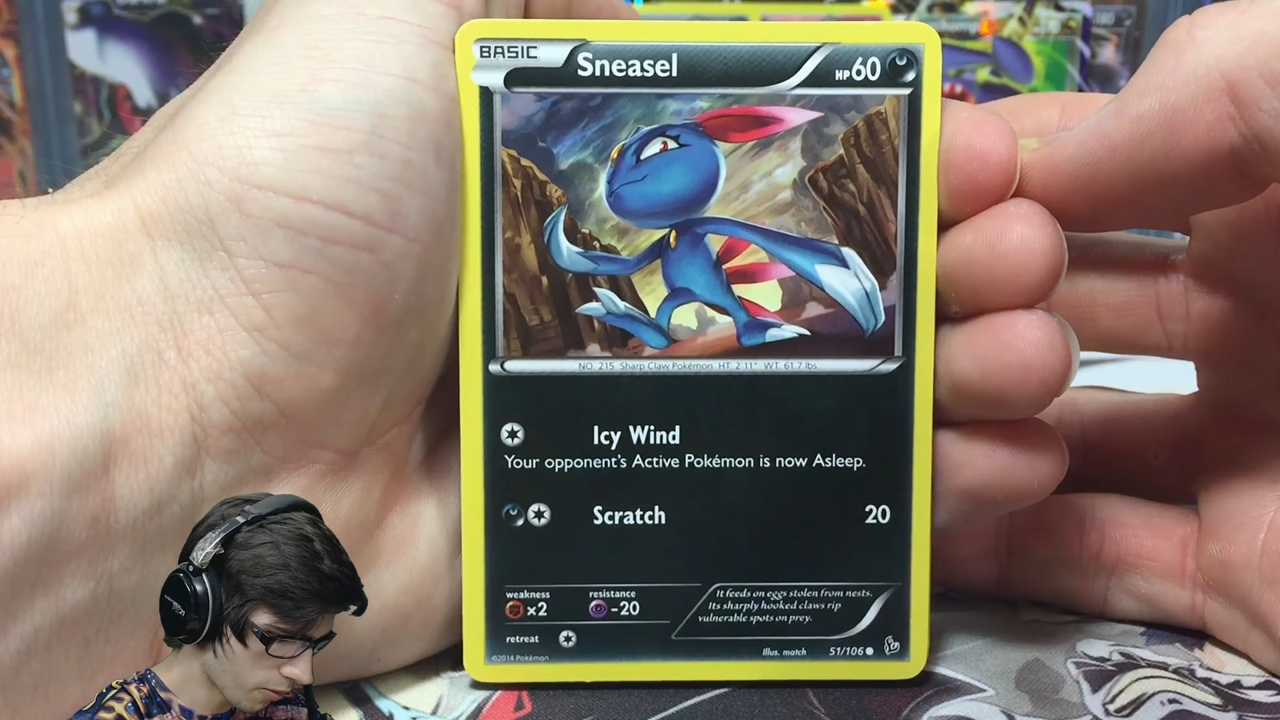 BASIC Sneasel HP60
NO. 215 Sharp Claw Pokémon HT. 2'11" WT. 61.7 lbs.
Icy Wind
Your opponent's Active Pokémon is now Asleep.
Scratch 20
weakness resistance
×2 -20
retreat
It feeds on eggs stolen from nests.
Its sharply hooked claws rip
vulnerable spots on prey.
©2014 Pokémon
Illus. match 51/106